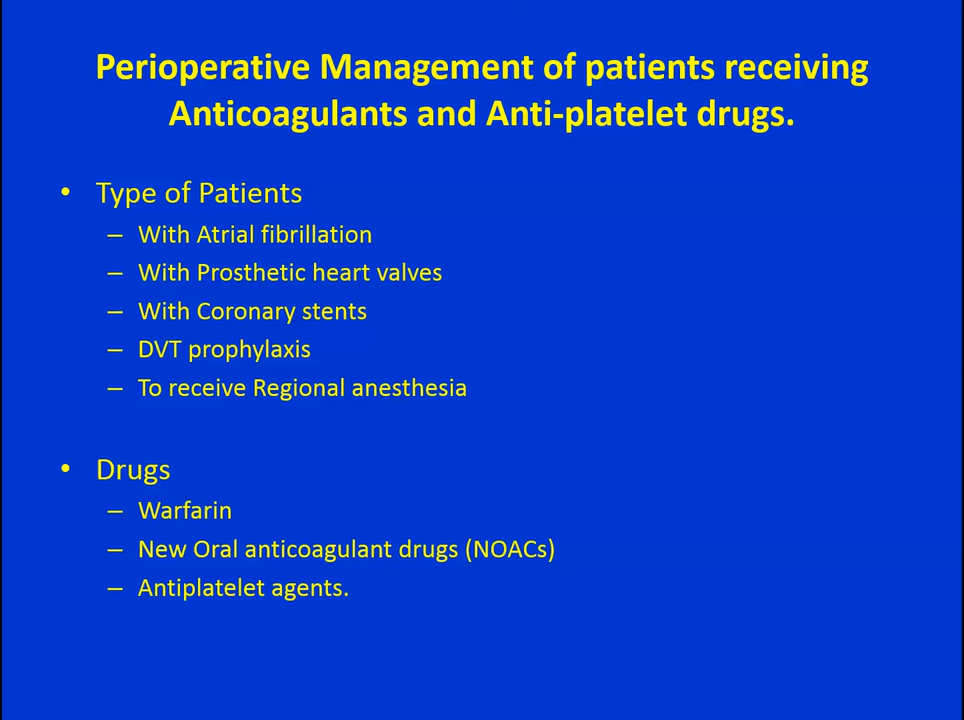 Perioperative Management of patients receiving
Anticoagulants and Anti-platelet drugs.
• Type of Patients
– With Atrial fibrillation
– With Prosthetic heart valves
– With Coronary stents
– DVT prophylaxis
– To receive Regional anesthesia
• Drugs
– Warfarin
– New Oral anticoagulant drugs (NOACs)
– Antiplatelet agents.